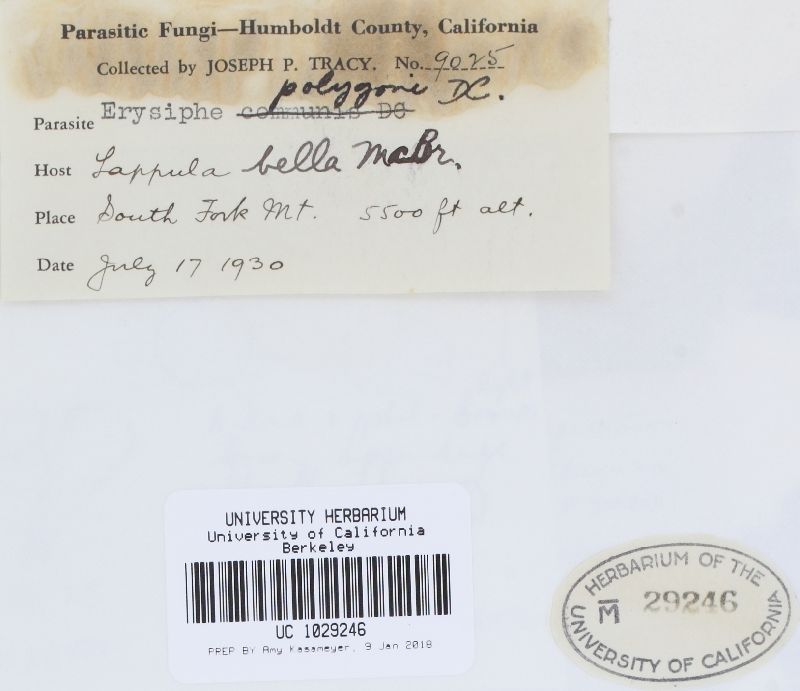 Parasitic Fungi—Humboldt County, California
Collected by JOSEPH P. TRACY. No. 9025
polygoni DC.
Parasite Erysiphe communis DC
Host Lappula bella McBr.
Place South Fork Mt. 5500 ft alt.
Date July 17 1930
UNIVERSITY HERBARIUM
University of California
Berkeley
UC 1029246
PREP BY Amy Kasameyer, 9 Jan 2018
HERBARIUM OF THE
M 29246
UNIVERSITY OF CALIFORNIA